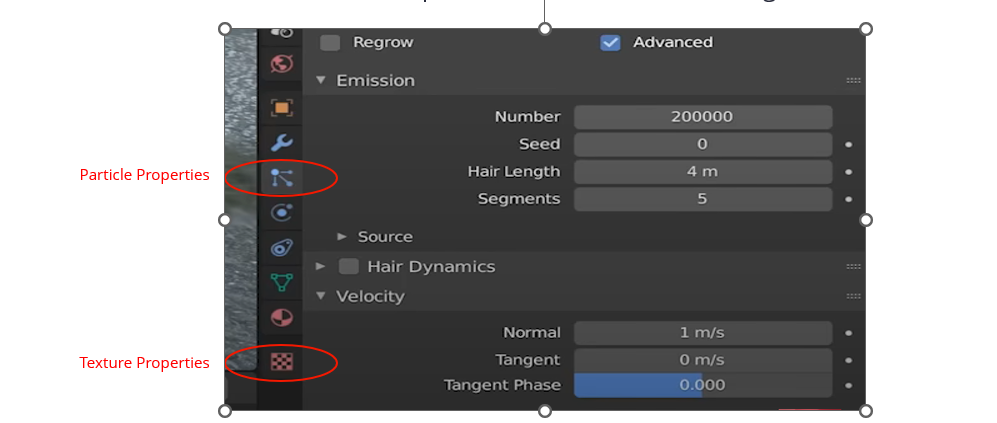 Regrow Advanced
Emission
Number 200000
Seed 0
Hair Length 4 m
Particle Properties
Segments 5
Source
Hair Dynamics
Velocity
Normal 1 m/s
Tangent 0 m/s
Texture Properties
Tangent Phase 0.000